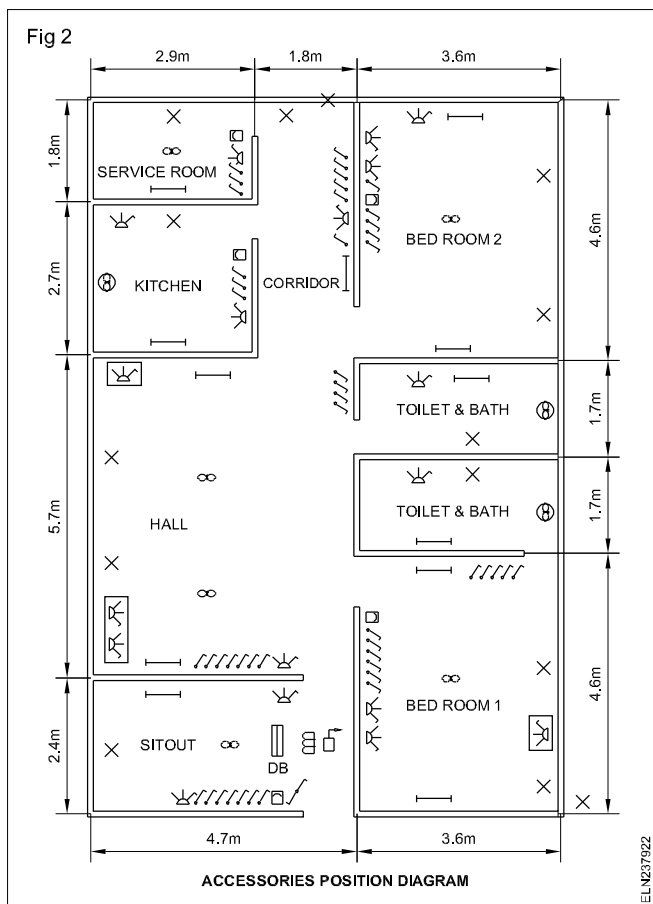 Fig 2
2.9m
1.8m
3.6m
1.8m
SERVICE ROOM
BED ROOM 2
4.6m
2.7m
KITCHEN
CORRIDOR
TOILET & BATH
1.7m
5.7m
HALL
TOILET & BATH
1.7m
BED ROOM 1
4.6m
2.4m
SITOUT
DB
4.7m
3.6m
ACCESSORIES POSITION DIAGRAM
ELN237922